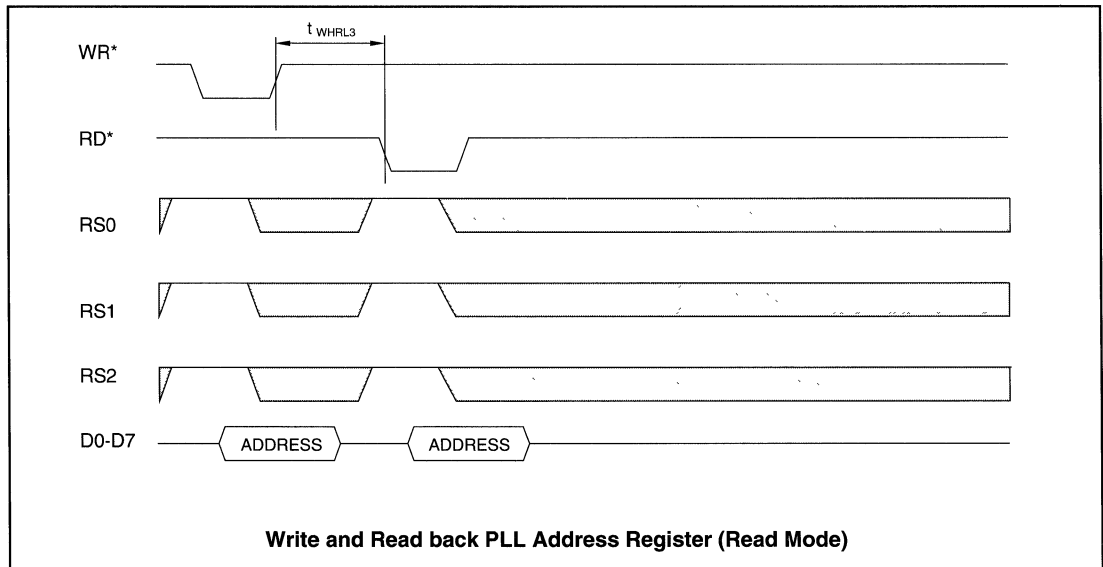 t WHRL3
WR*
RD*
RS0
RS1
RS2
D0-D7
ADDRESS ADDRESS
Write and Read back PLL Address Register (Read Mode)